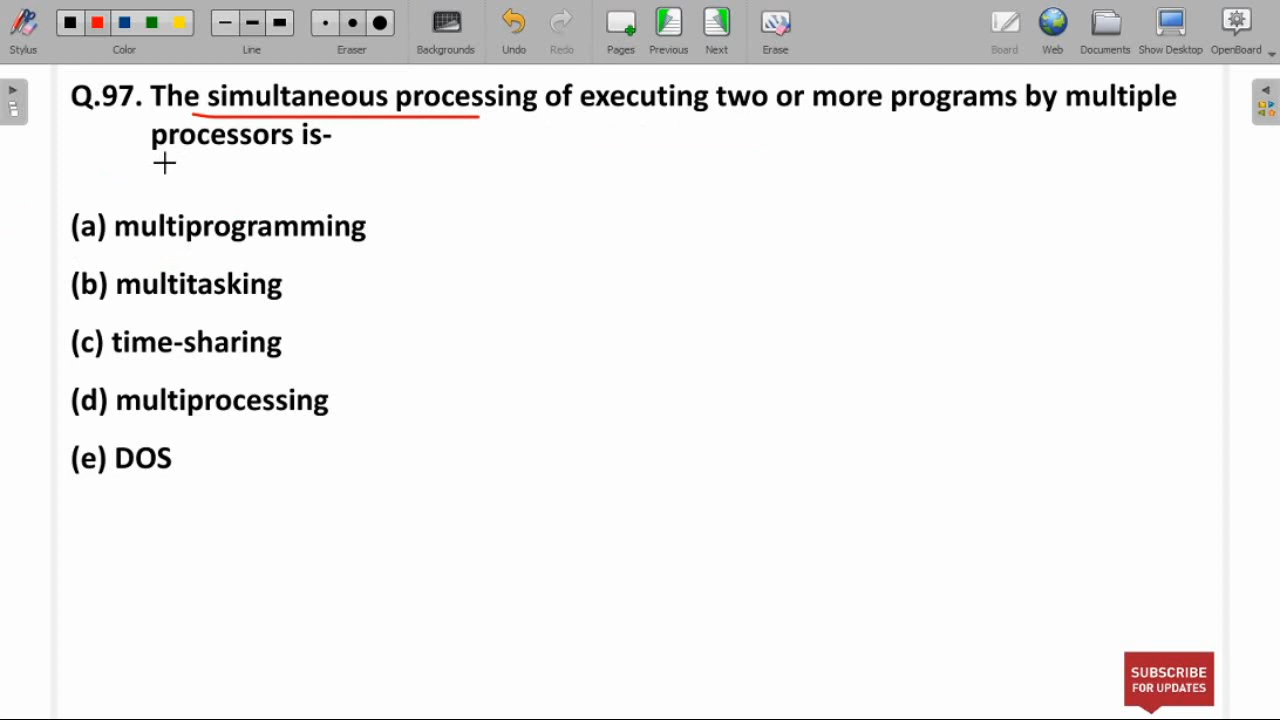 Stylus Color Line Eraser Backgrounds Undo Redo Pages Previous Next Erase Board Web Documents Show Desktop OpenBoard
Q.97. The simultaneous processing of executing two or more programs by multiple
processors is-
(a) multiprogramming
(b) multitasking
(c) time-sharing
(d) multiprocessing
(e) DOS
SUBSCRIBE
FOR UPDATES